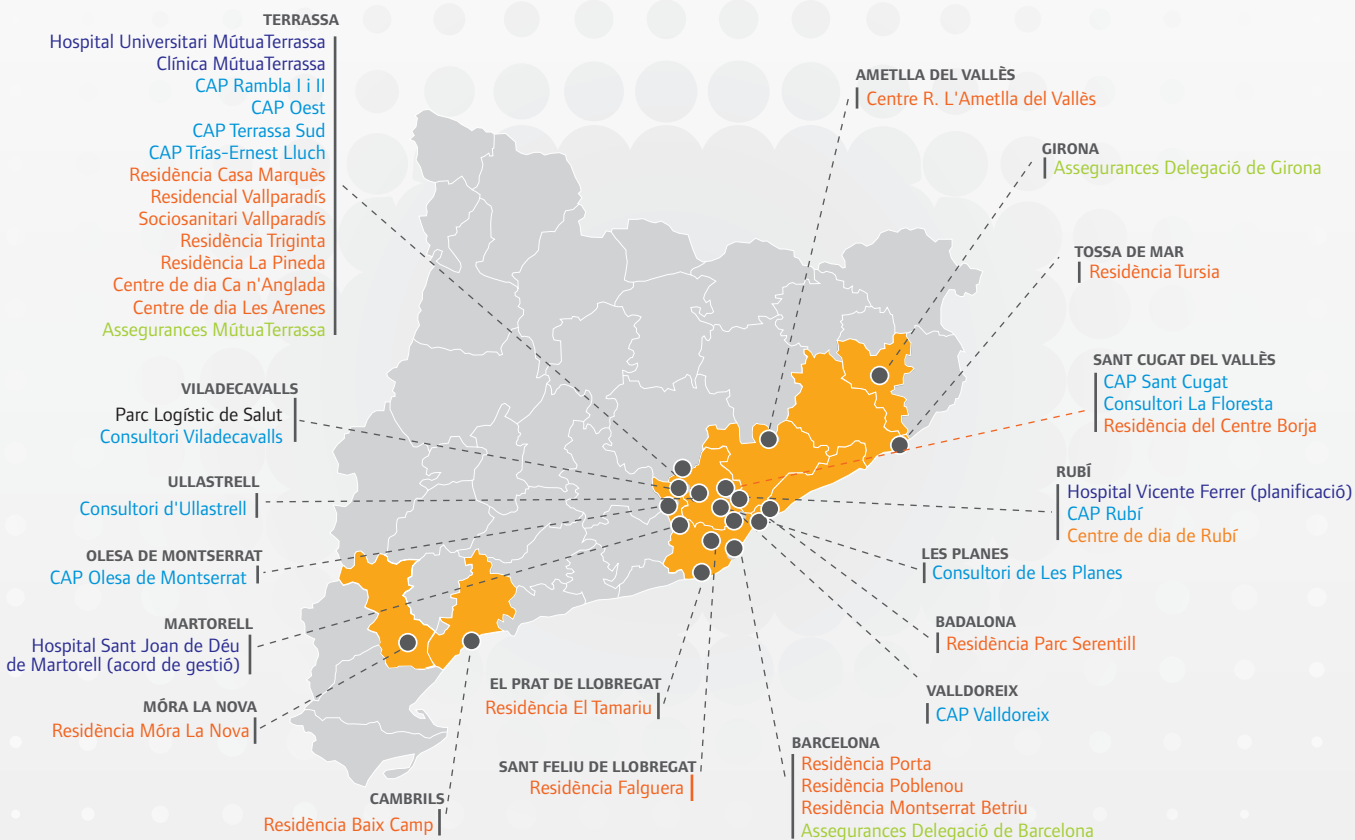 TERRASSA
Hospital Universitari MútuaTerrassa
Clínica MútuaTerrassa
CAP Rambla I i II
CAP Oest
CAP Terrassa Sud
CAP Trías-Ernest Lluch
Residència Casa Marquès
Residencial Vallparadís
Sociosanitari Vallparadís
Residència Triginta
Residència La Pineda
Centre de dia Ca n'Anglada
Centre de dia Les Arenes
Assegurances MútuaTerrassa
VILADECAVALLS
Parc Logístic de Salut
Consultori Viladecavalls
ULLASTRELL
Consultori d'Ullastrell
OLESA DE MONTSERRAT
CAP Olesa de Montserrat
MARTORELL
Hospital Sant Joan de Déu
de Martorell (acord de gestió)
MÓRA LA NOVA
Residència Móra La Nova
CAMBRILS
Residència Baix Camp
EL PRAT DE LLOBREGAT
Residència El Tamariu
SANT FELIU DE LLOBREGAT
Residència Falguera
AMETLLA DEL VALLÈS
Centre R. L'Ametlla del Vallès
GIRONA
Assegurances Delegació de Girona
TOSSA DE MAR
Residència Tursia
SANT CUGAT DEL VALLÈS
CAP Sant Cugat
Consultori La Floresta
Residència del Centre Borja
RUBÍ
Hospital Vicente Ferrer (planificació)
CAP Rubí
Centre de dia de Rubí
LES PLANES
Consultori de Les Planes
BADALONA
Residència Parc Serentill
VALLDOREIX
CAP Valldoreix
BARCELONA
Residència Porta
Residència Poblenou
Residència Montserrat Betriu
Assegurances Delegació de Barcelona